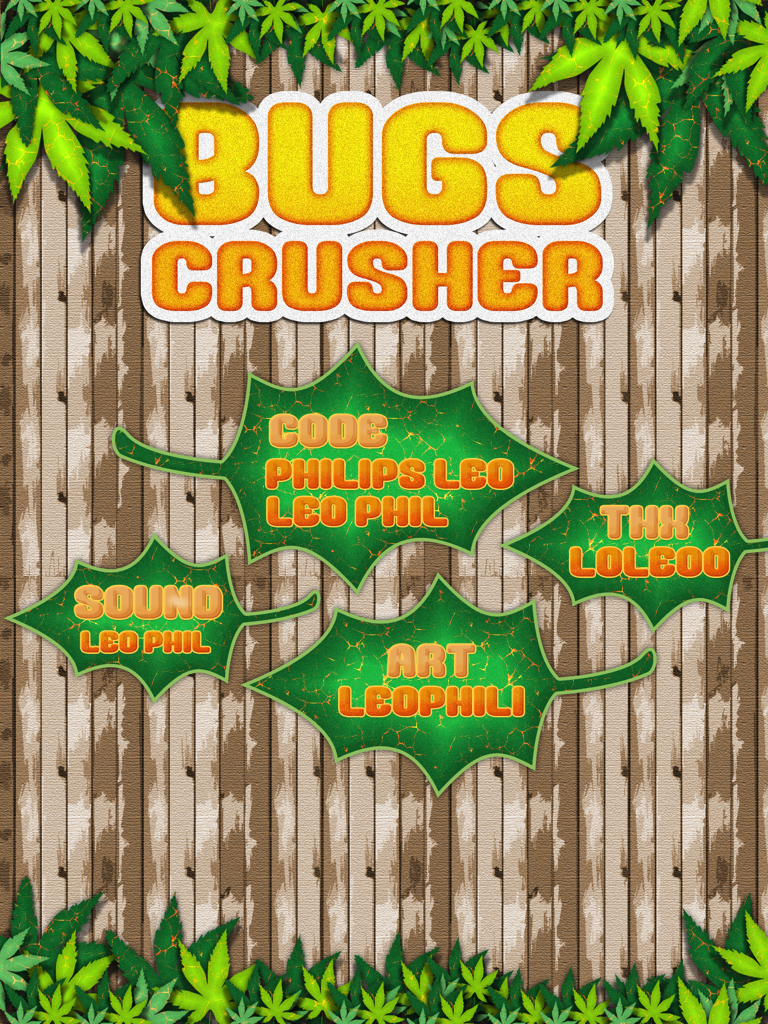 BUGS
CRUSHER
CODE
PHILIPS LEO
LEO PHIL
THX
LOLEOO
SOUND
LEO PHIL
ART
LEOPHILI